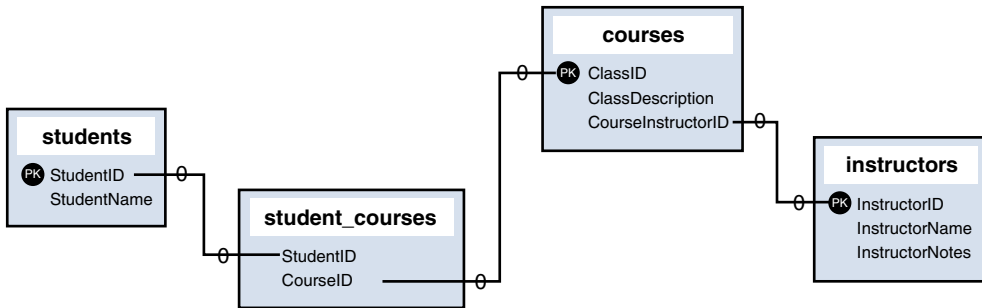 students
PK StudentID
StudentName
student_courses
StudentID
CourseID
courses
PK ClassID
ClassDescription
CourseInstructorID
instructors
PK InstructorID
InstructorName
InstructorNotes